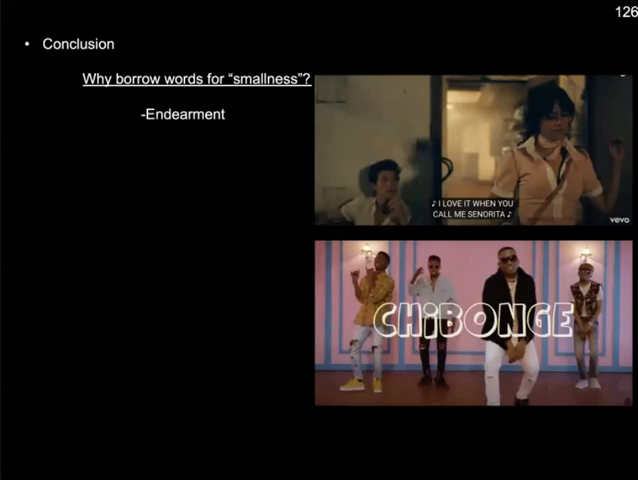 126
• Conclusion
Why borrow words for “smallness”?
-Endearment
♪ I LOVE IT WHEN YOU
CALL ME SENORITA ♪
vevo
CHiBONGE